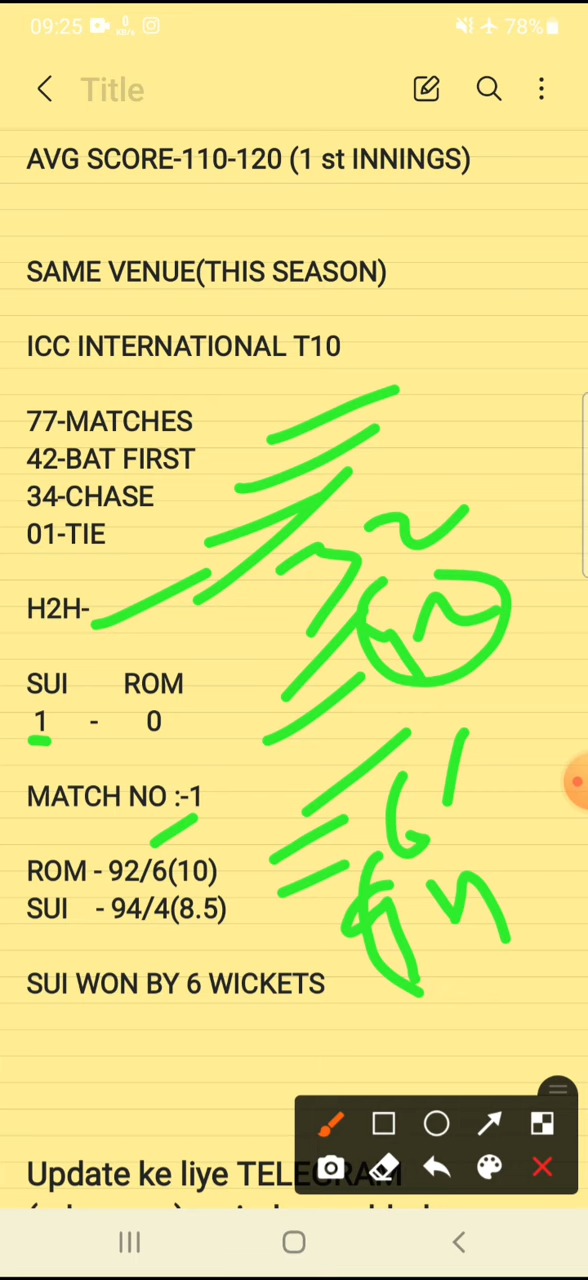 09:25
78%
Title
AVG SCORE-110-120 (1 st INNINGS)
SAME VENUE(THIS SEASON)
ICC INTERNATIONAL T10
77-MATCHES
42-BAT FIRST
34-CHASE
01-TIE
H2H-
SUI ROM
1 - 0
MATCH NO :-1
ROM - 92/6(10)
SUI - 94/4(8.5)
SUI WON BY 6 WICKETS
Update ke liye TELEGRAM